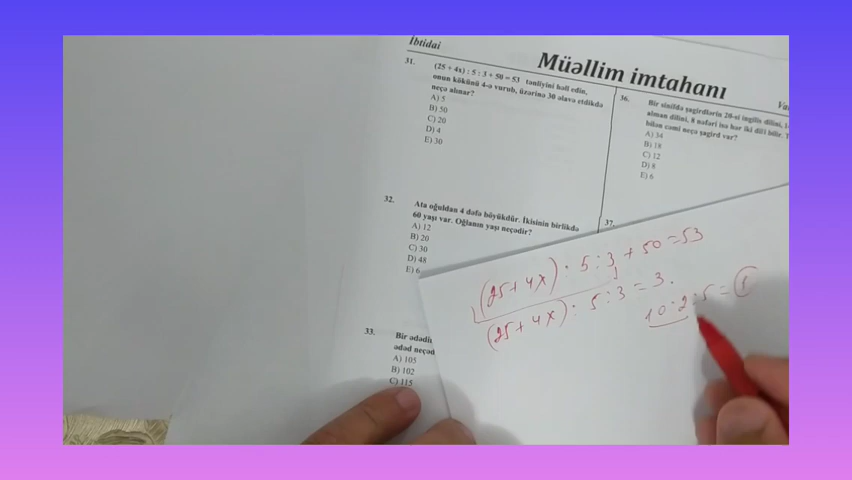 İbtidai
Müəllim imtahanı
31.
(25 + 4x) : 5 : 3 + 50 = 53 tənliyini həll edin,
onun kökünü 4-ə vurub, üzərinə 30 əlavə etdikdə
neçə alınar?
A) 5
B) 50
C) 20
D) 4
E) 30
32.
Ata oğuldan 4 dəfə böyükdür. İkisinin birlikdə
60 yaşı var. Oğlanın yaşı neçədir?
A) 12
B) 20
C) 30
D) 48
E) 6
33.
Bir ədədi
ədəd neçəd
A) 105
B) 102
C) 115
36.
Bir sinifdə şagirdlərin 20-si ingilis dilini,
alman dilini, 8 nəfəri isə hər iki dili bilir.
bilən cəmi neçə şagird var?
A) 34
B) 18
C) 12
D) 8
E) 6
37.
(25+4x) : 5 : 3 + 50 = 53
(25+4x) : 5 : 3 = 3.
10 : 2 : 5 = 1